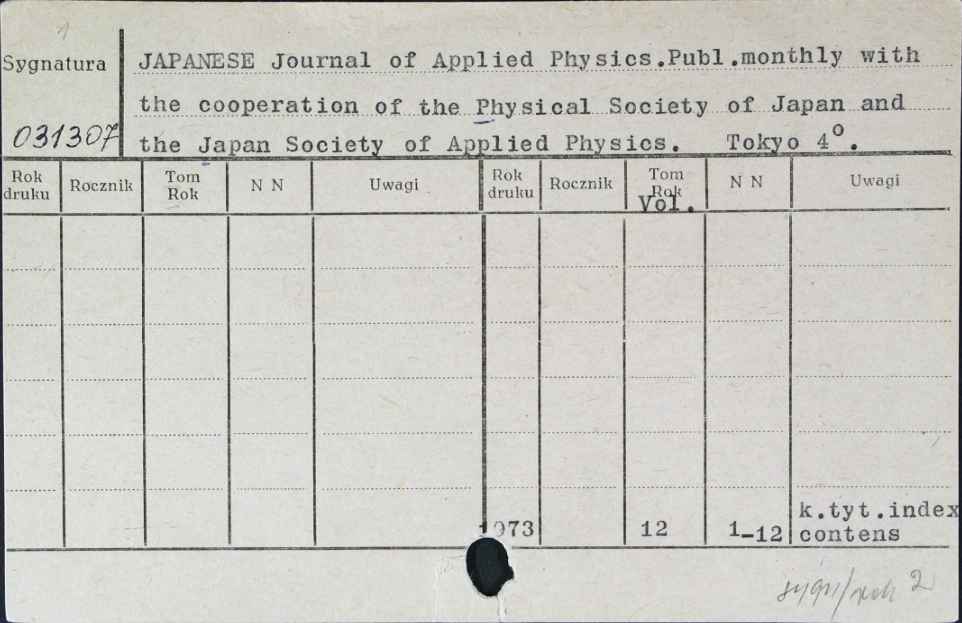 1
Sygnatura
031307
JAPANESE Journal of Applied Physics.Publ.monthly with
the cooperation of the Physical Society of Japan and
the Japan Society of Applied Physics. Tokyo 4°.
Rok druku Rocznik Tom Rok N N Uwagi Rok druku Rocznik Tom Rok Vol. N N Uwagi
1973 12 1-12 k.tyt.index
contens
2